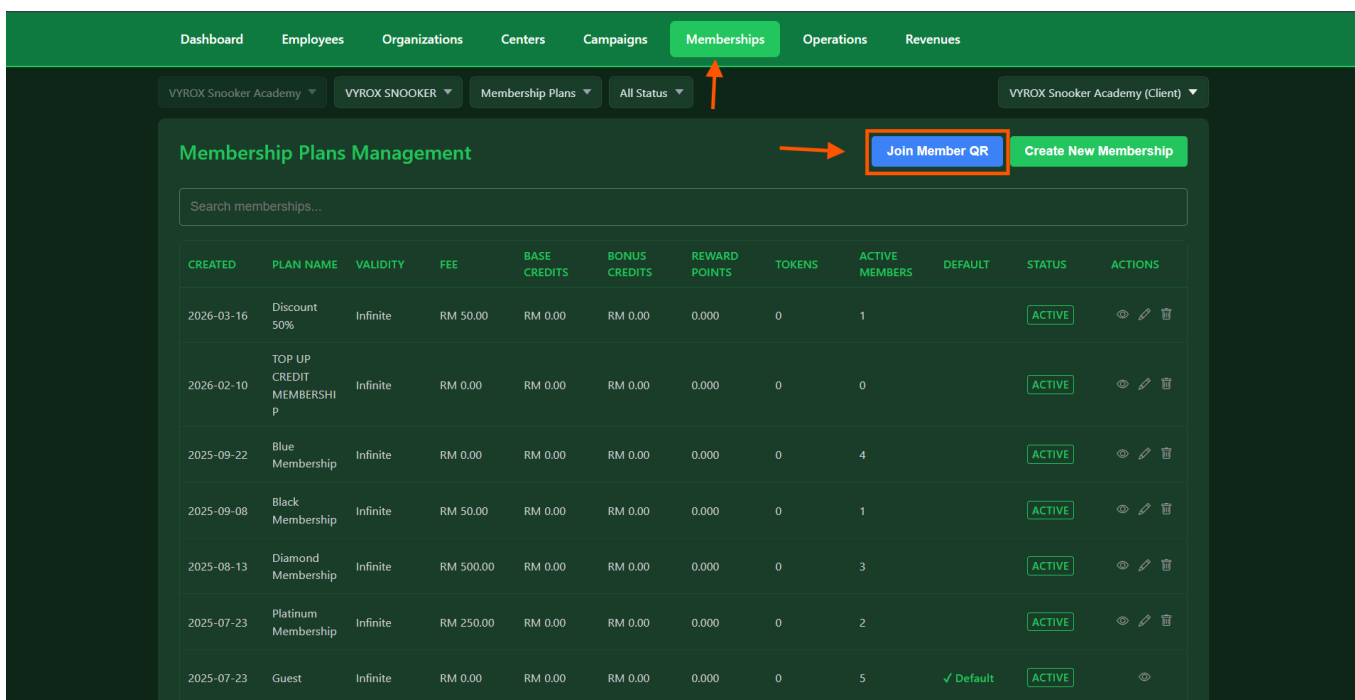 Dashboard Employees Organizations Centers Campaigns Memberships Operations Revenues
VYROX Snooker Academy VYROX SNOOKER Membership Plans All Status VYROX Snooker Academy (Client)
Membership Plans Management Join Member QR Create New Membership
Search memberships...
CREATED PLAN NAME VALIDITY FEE BASE CREDITS BONUS CREDITS REWARD POINTS TOKENS ACTIVE MEMBERS DEFAULT STATUS ACTIONS
2026-03-16 Discount 50% Infinite RM 50.00 RM 0.00 RM 0.00 0.000 0 1 ACTIVE
2026-02-10 TOP UP CREDIT MEMBERSHIP Infinite RM 0.00 RM 0.00 RM 0.00 0.000 0 0 ACTIVE
2025-09-22 Blue Membership Infinite RM 0.00 RM 0.00 RM 0.00 0.000 0 4 ACTIVE
2025-09-08 Black Membership Infinite RM 50.00 RM 0.00 RM 0.00 0.000 0 1 ACTIVE
2025-08-13 Diamond Membership Infinite RM 500.00 RM 0.00 RM 0.00 0.000 0 3 ACTIVE
2025-07-23 Platinum Membership Infinite RM 250.00 RM 0.00 RM 0.00 0.000 0 2 ACTIVE
2025-07-23 Guest Infinite RM 0.00 RM 0.00 RM 0.00 0.000 0 5 ✓ Default ACTIVE